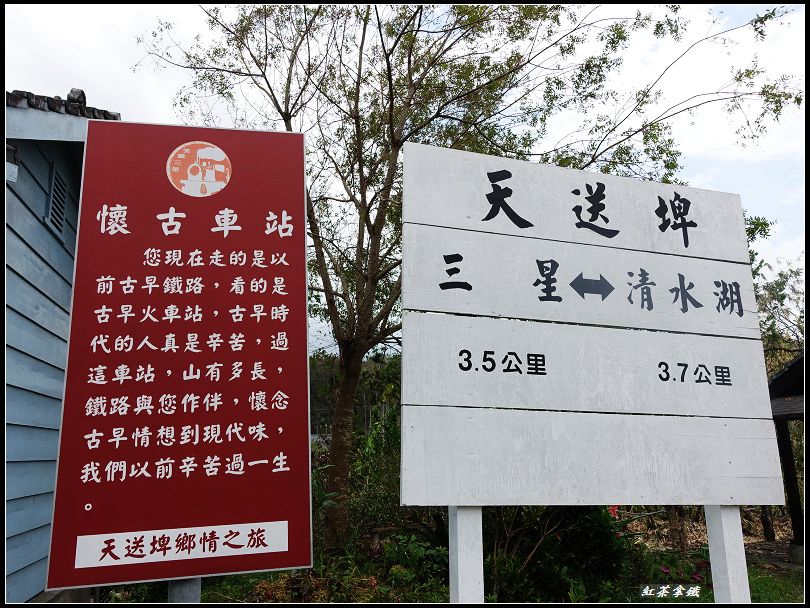 美麗三星
懷古車站
您現在走的是以
前古早鐵路，看的是
古早火車站，古早時
代的人真是辛苦，過
這車站，山有多長，
鐵路與您作伴，懷念
古早情想到現代味，
我們以前辛苦過一生
。
天送埤鄉情之旅
天送埤
三星↔清水湖
3.5公里 3.7公里
紅茶拿鐵